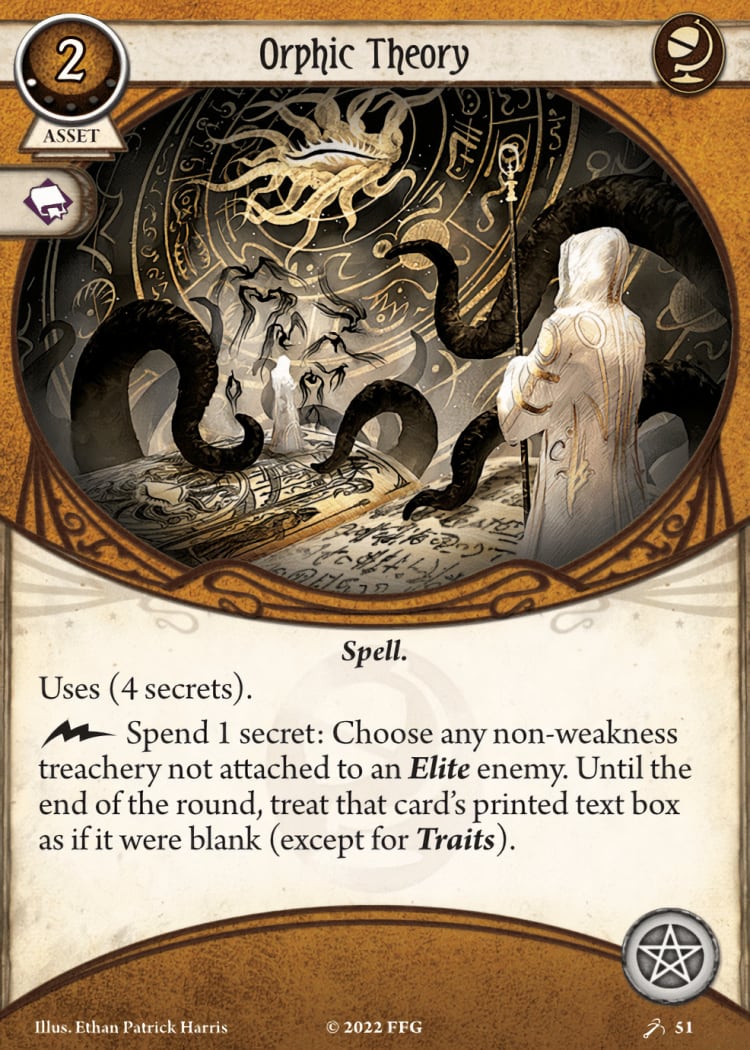 2
Orphic Theory
ASSET
Spell.
Uses (4 secrets).
Spend 1 secret: Choose any non-weakness
treachery not attached to an Elite enemy. Until the
end of the round, treat that card's printed text box
as if it were blank (except for Traits).
Illus. Ethan Patrick Harris
© 2022 FFG
51